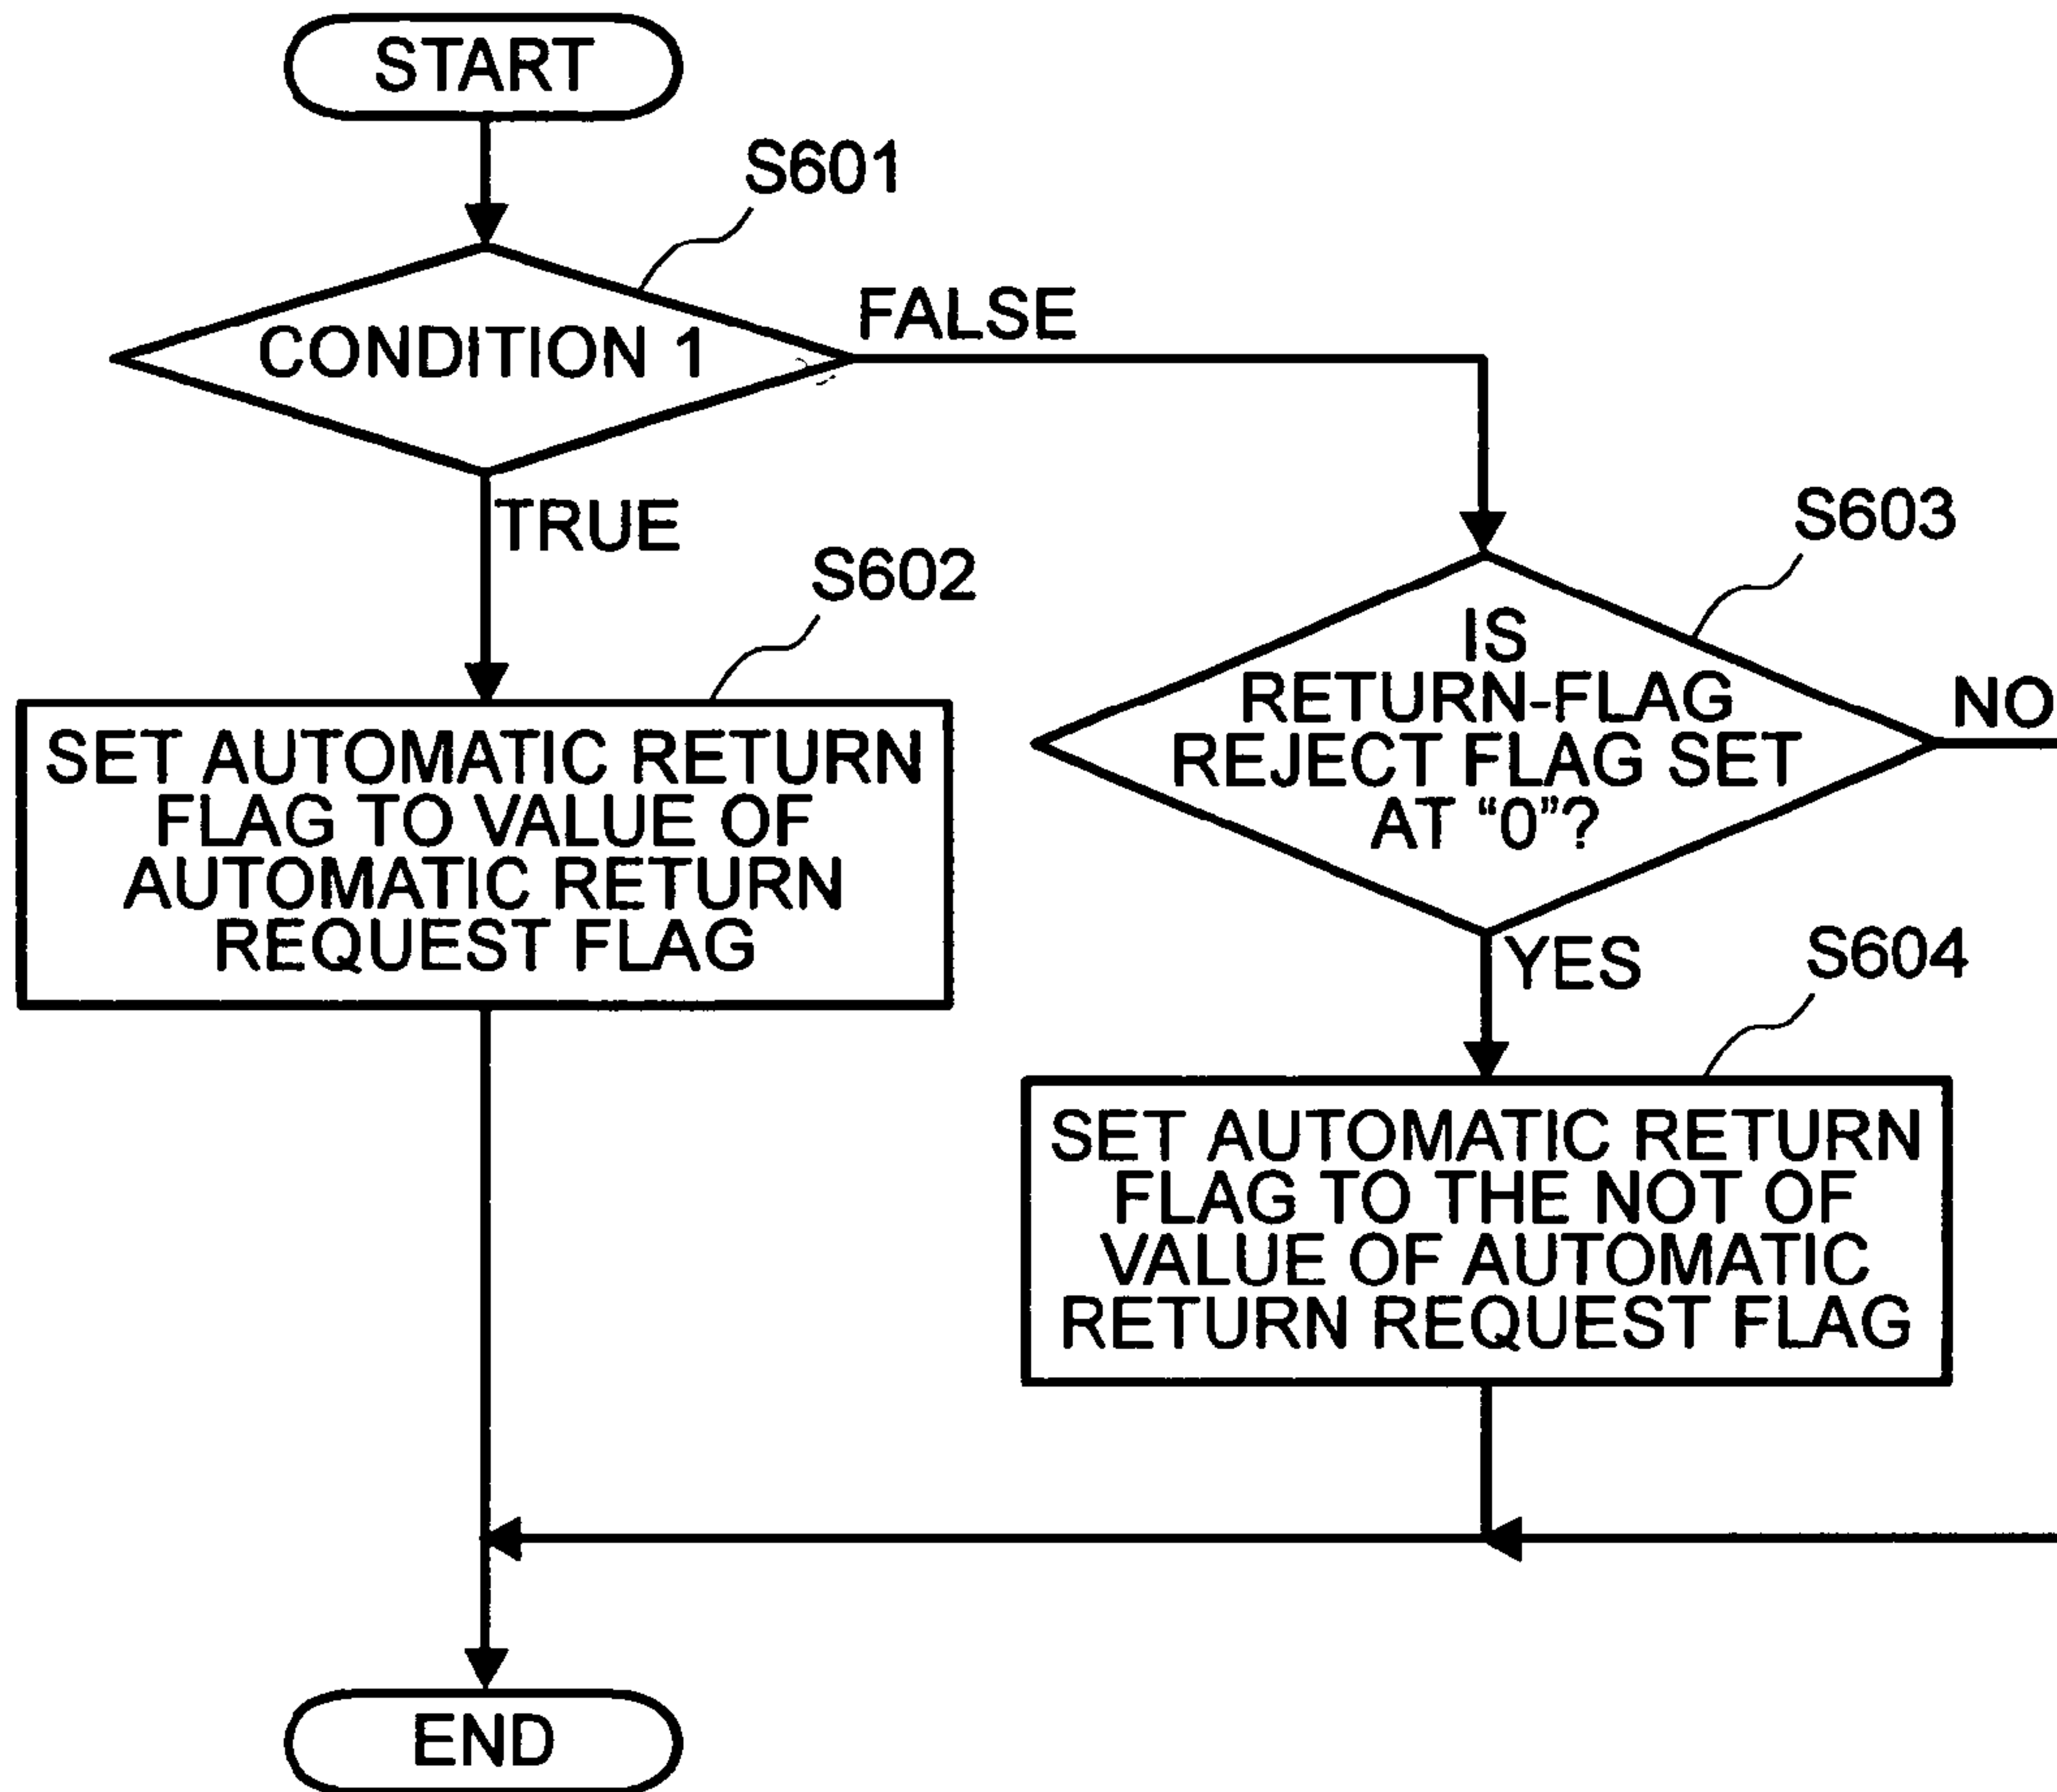 START
S601
CONDITION 1
FALSE
TRUE
S602
SET AUTOMATIC RETURN
FLAG TO VALUE OF
AUTOMATIC RETURN
REQUEST FLAG
S603
IS
RETURN-FLAG
REJECT FLAG SET
AT “0”?
NO
YES
S604
SET AUTOMATIC RETURN
FLAG TO THE NOT OF
VALUE OF AUTOMATIC
RETURN REQUEST FLAG
END